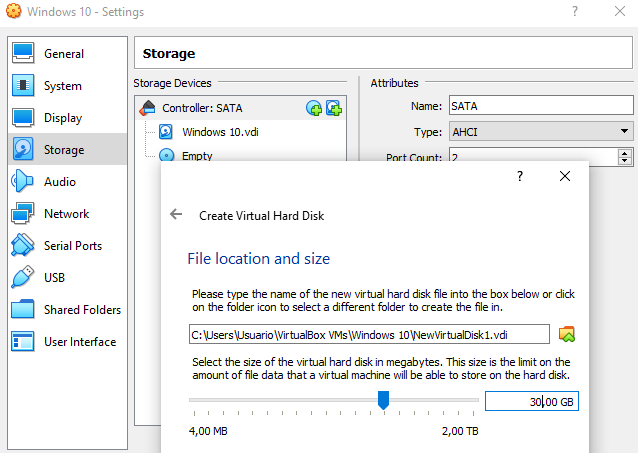 Windows 10 - Settings
General
System
Display
Storage
Audio
Network
Serial Ports
USB
Shared Folders
User Interface
Storage
Storage Devices
Controller: SATA
Windows 10.vdi
Empty
Attributes
Name: SATA
Type: AHCI
Port Count: 2
?
Create Virtual Hard Disk
File location and size
Please type the name of the new virtual hard disk file into the box below or click
on the folder icon to select a different folder to create the file in.
C:\Users\Usuario\VirtualBox VMs\Windows 10\NewVirtualDisk1.vdi
Select the size of the virtual hard disk in megabytes. This size is the limit on the
amount of file data that a virtual machine will be able to store on the hard disk.
30,00 GB
4,00 MB 2,00 TB